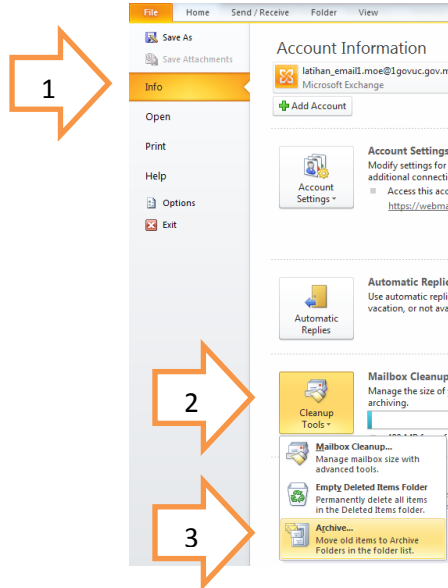 File Home Send / Receive Folder View
Save As
Save Attachments
Account Information
latihan_email1.moe@1govuc.gov.m
Microsoft Exchange
1
Info
Add Account
Open
Print
Help
Options
Exit
Account Settings
Modify settings for
additional connecti
Access this acc
https://webma
Account
Settings
Automatic Replie
Use automatic repli
vacation, or not ava
Automatic
Replies
2
Mailbox Cleanup
Manage the size of
archiving.
Cleanup
Tools
Mailbox Cleanup...
Manage mailbox size with
advanced tools.
Empty Deleted Items Folder
Permanently delete all items
in the Deleted Items folder.
3
Archive...
Move old items to Archive
Folders in the folder list.